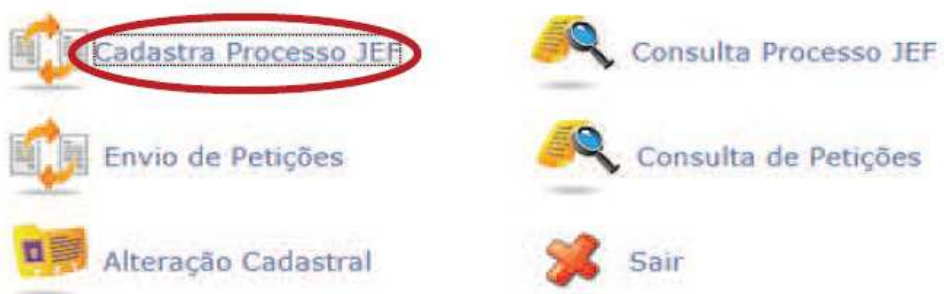 Cadastra Processo JEF
Consulta Processo JEF
Envio de Petições
Consulta de Petições
Alteração Cadastral
Sair